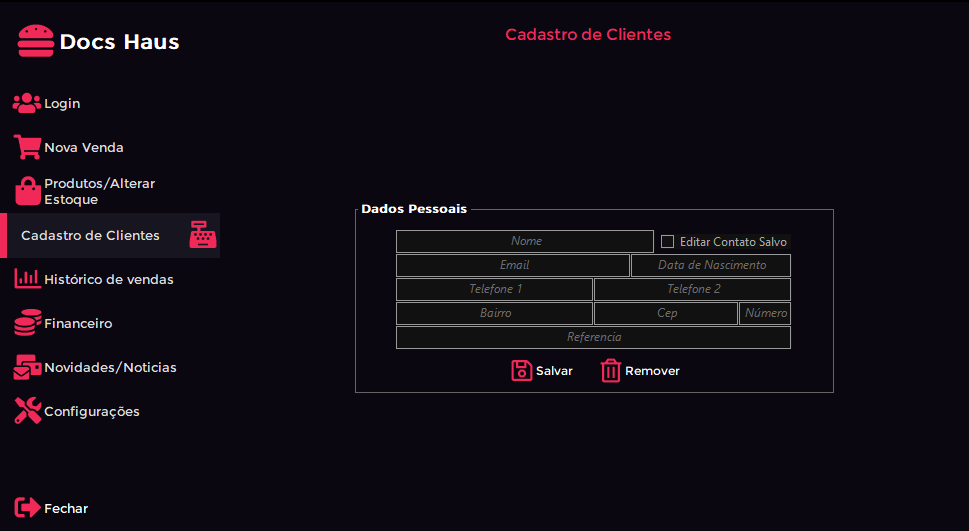 Docs Haus
Cadastro de Clientes
Login
Nova Venda
Produtos/Alterar
Estoque
Cadastro de Clientes
Histórico de vendas
Financeiro
Novidades/Noticias
Configurações
Fechar
Dados Pessoais
Nome
Editar Contato Salvo
Email
Data de Nascimento
Telefone 1
Telefone 2
Bairro
Cep
Número
Referencia
Salvar
Remover